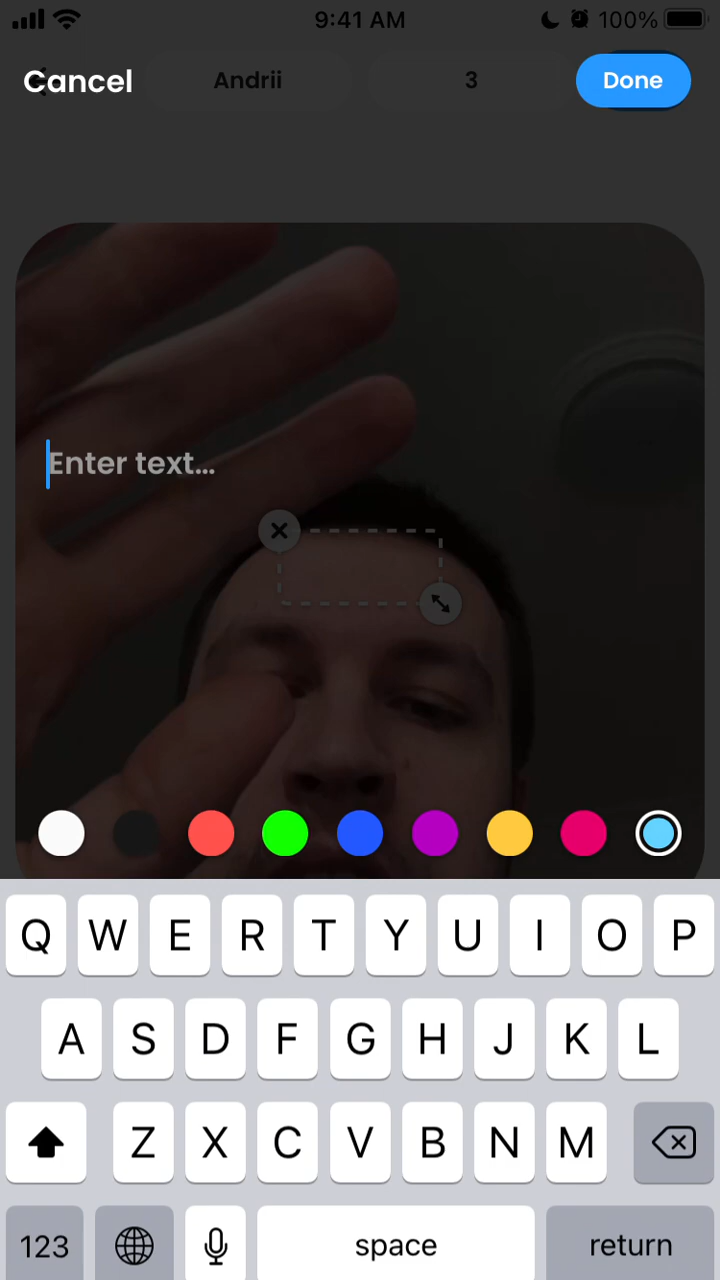 9:41 AM 100%
Cancel Andrii 3 Done
Enter text...
Q W E R T Y U I O P
A S D F G H J K L
Z X C V B N M
123 space return